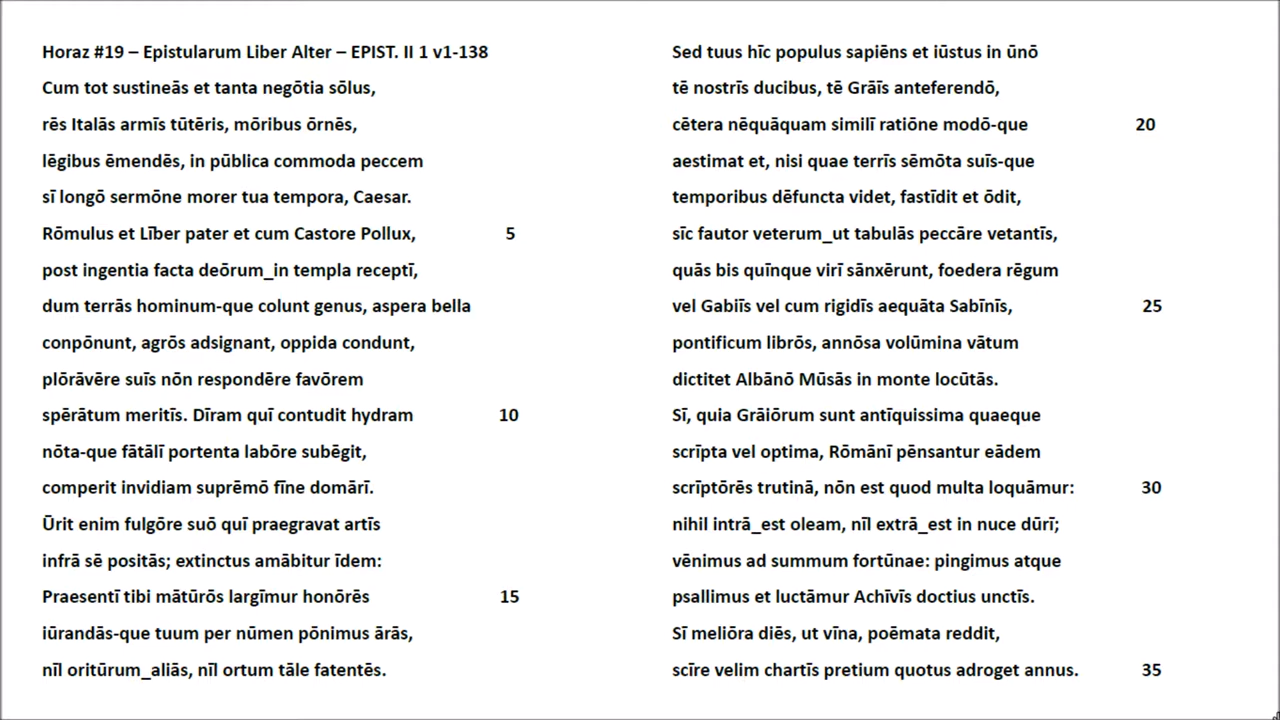 Horaz #19 – Epistularum Liber Alter – EPIST. II 1 v1-138
Cum tot sustineās et tanta negōtia sōlus,
rēs Italās armīs tūtēris, mōribus ōrnēs,
lēgibus ēmendēs, in pūblica commoda peccem
sī longō sermōne morer tua tempora, Caesar.
Rōmulus et Līber pater et cum Castore Pollux, 5
post ingentia facta deōrum_in templa receptī,
dum terrās hominum-que colunt genus, aspera bella
conpōnunt, agrōs adsignant, oppida condunt,
plōrāvēre suīs nōn respondēre favōrem
spērātum meritīs. Dīram quī contudit hydram 10
nōta-que fātālī portenta labōre subēgit,
comperit invidiam suprēmō fīne domārī.
Ūrit enim fulgōre suō quī praegravat artīs
infrā sē positās; extinctus amābitur īdem:
Praesentī tibi mātūrōs largīmur honōrēs 15
iūrandās-que tuum per nūmen pōnimus ārās,
nīl oritūrum_aliās, nīl ortum tāle fatentēs.
Sed tuus hīc populus sapiēns et iūstus in ūnō
tē nostrīs ducibus, tē Grāīs anteferendō,
cētera nēquāquam similī ratiōne modō-que 20
aestimat et, nisi quae terrīs sēmōta suīs-que
temporibus dēfuncta videt, fastīdit et ōdit,
sīc fautor veterum_ut tabulās peccāre vetantīs,
quās bis quīnque virī sānxērunt, foedera rēgum
vel Gabiīs vel cum rigidīs aequāta Sabīnīs, 25
pontificum librōs, annōsa volūmina vātum
dictitet Albānō Mūsās in monte locūtās.
Sī, quia Grāiōrum sunt antīquissima quaeque
scrīpta vel optima, Rōmānī pēnsantur eādem
scrīptōrēs trutinā, nōn est quod multa loquāmur: 30
nihil intrā_est oleam, nīl extrā_est in nuce dūrī;
vēnimus ad summum fortūnae: pingimus atque
psallimus et luctāmur Achīvīs doctius unctīs.
Sī meliōra diēs, ut vīna, poēmata reddit,
scīre velim chartīs pretium quotus adroget annus. 35